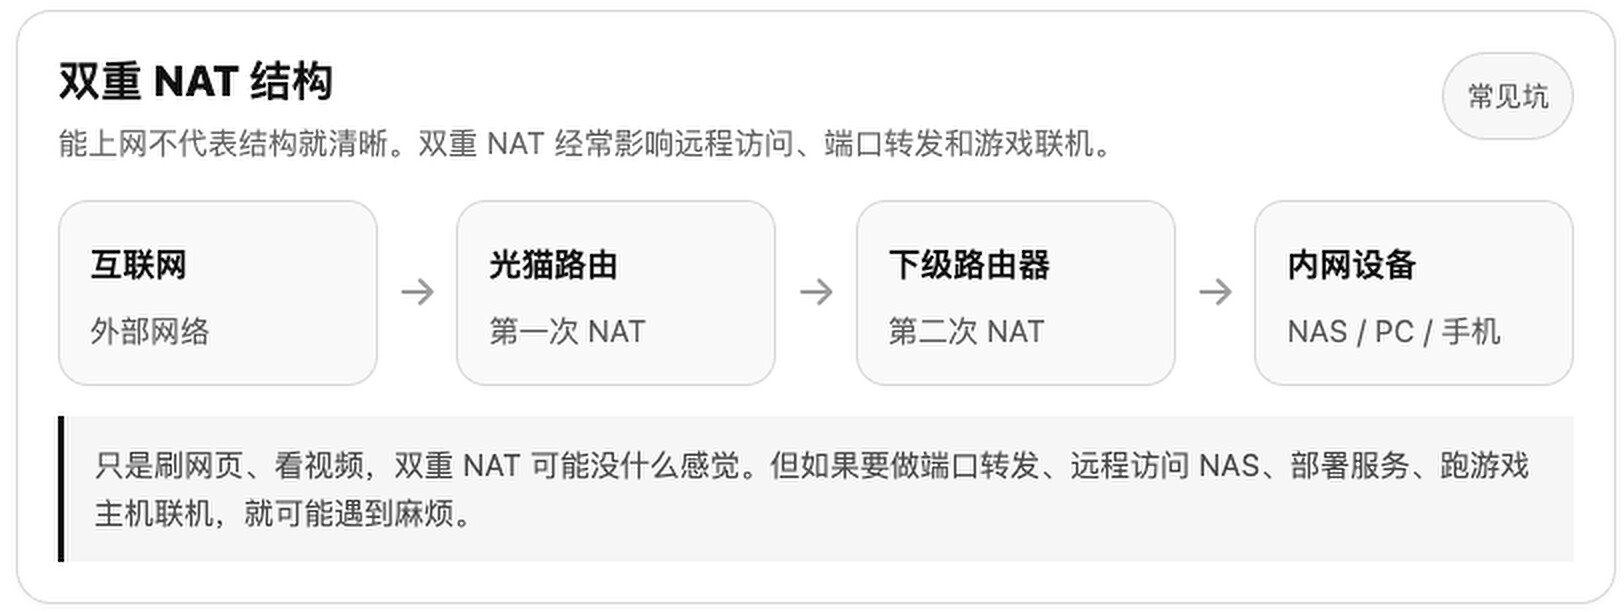 双重 NAT 结构
常见坑
能上网不代表结构就清晰。双重 NAT 经常影响远程访问、端口转发和游戏联机。
互联网
外部网络
→
光猫路由
第一次 NAT
→
下级路由器
第二次 NAT
→
内网设备
NAS / PC / 手机
只是刷网页、看视频，双重 NAT 可能没什么感觉。但如果要做端口转发、远程访问 NAS、部署服务、跑游戏
主机联机，就可能遇到麻烦。